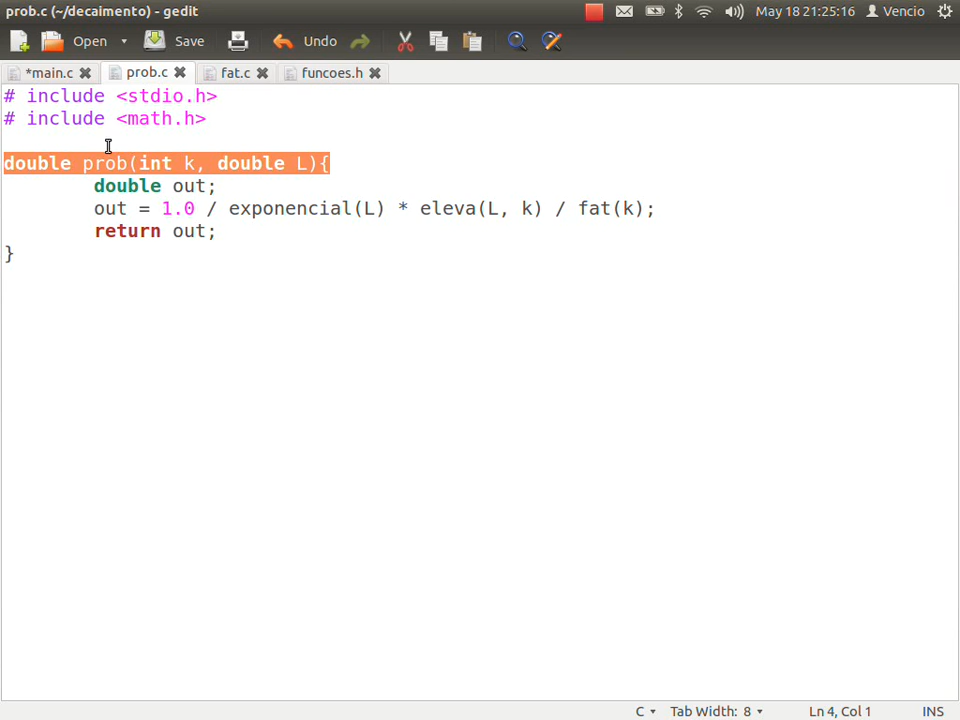 prob.c (~/decaimento) - gedit
May 18 21:25:16 Vencio
Open Save Undo
*main.c prob.c fat.c funcoes.h
# include <stdio.h>
# include <math.h>
double prob(int k, double L){
double out;
out = 1.0 / exponencial(L) * eleva(L, k) / fat(k);
return out;
}
C Tab Width: 8 Ln 4, Col 1 INS